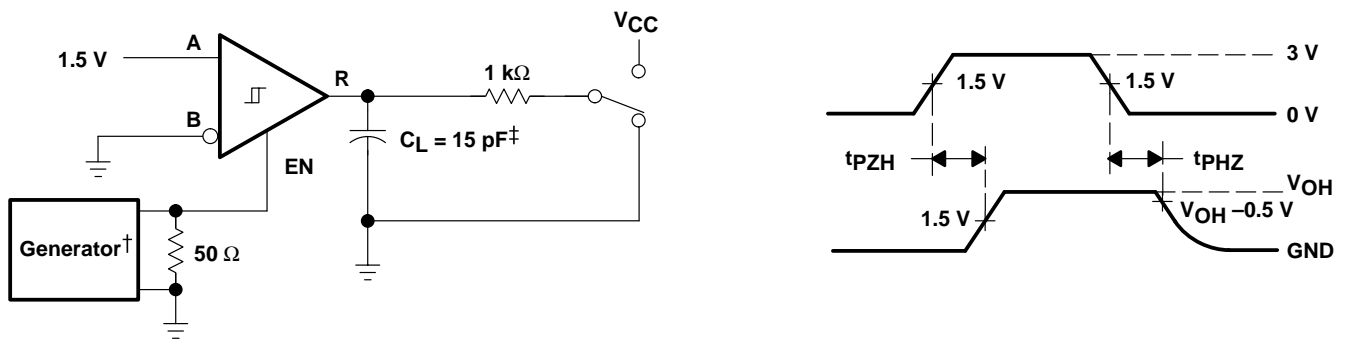 VCC
A
1.5 V
R
1 kΩ
B
CL = 15 pF‡
EN
Generator†
50 Ω
3 V
1.5 V
1.5 V
0 V
tPZH
tPHZ
VOH
1.5 V
VOH –0.5 V
GND